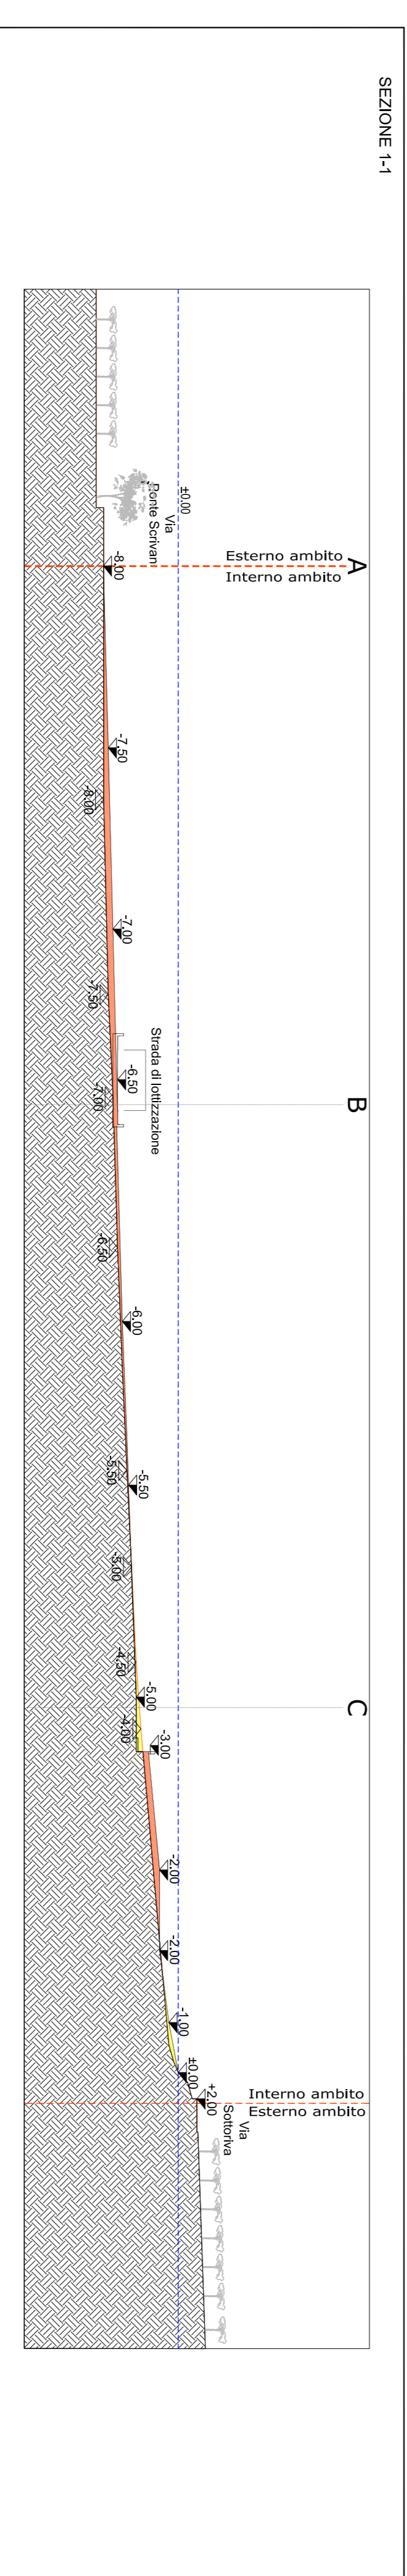 SEZIONE 1-1
A
B
C
Esterno ambito
Interno ambito
Interno ambito
Esterno ambito
±0.00
Via
Ponte Scrivan
-8.00
-7.50
-8.00
-7.00
-7.50
Strada di lottizzazione
-6.50
-7.00
-6.50
-6.00
-5.50
-5.50
-5.00
-4.50
-5.00
-4.00
-3.00
-2.00
-2.00
-1.00
±0.00
+2.00
Via
Sottoriva